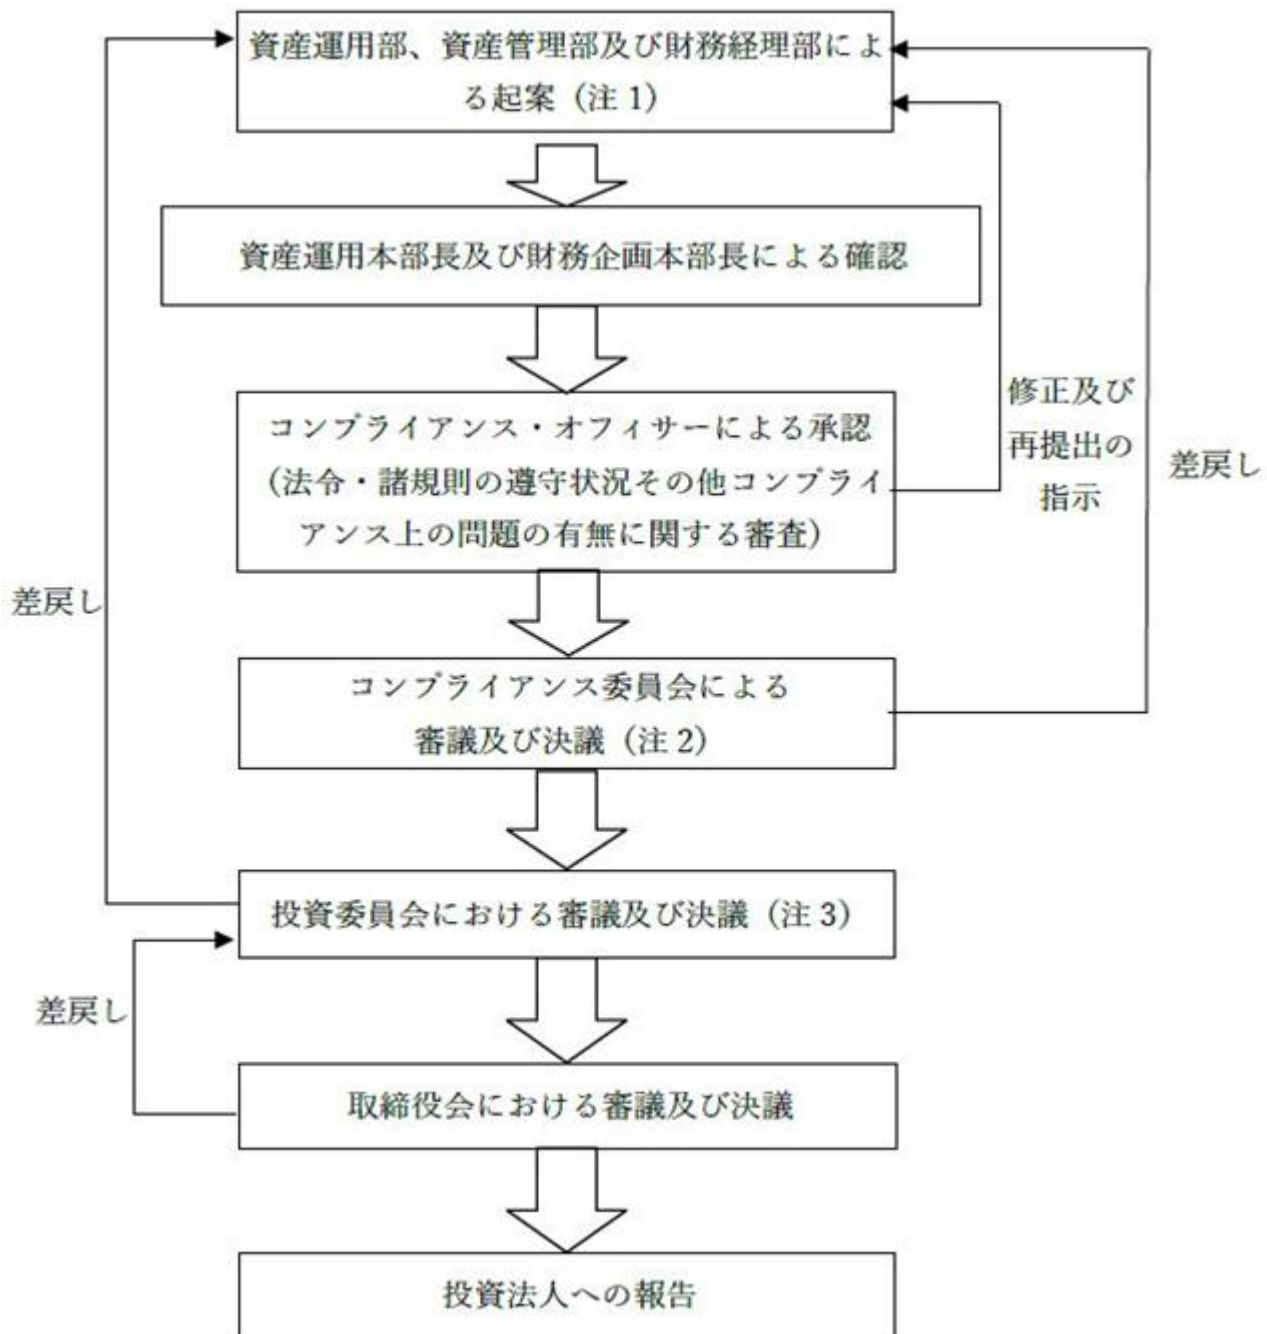 資産運用部、資産管理部及び財務経理部によ
る起案（注 1）
資産運用本部長及び財務企画本部長による確認
コンプライアンス・オフィサーによる承認
（法令・諸規則の遵守状況その他コンプライ
アンス上の問題の有無に関する審査）
修正及び
再提出の
指示
差戻し
差戻し
コンプライアンス委員会による
審議及び決議（注 2）
投資委員会における審議及び決議（注 3）
差戻し
取締役会における審議及び決議
投資法人への報告